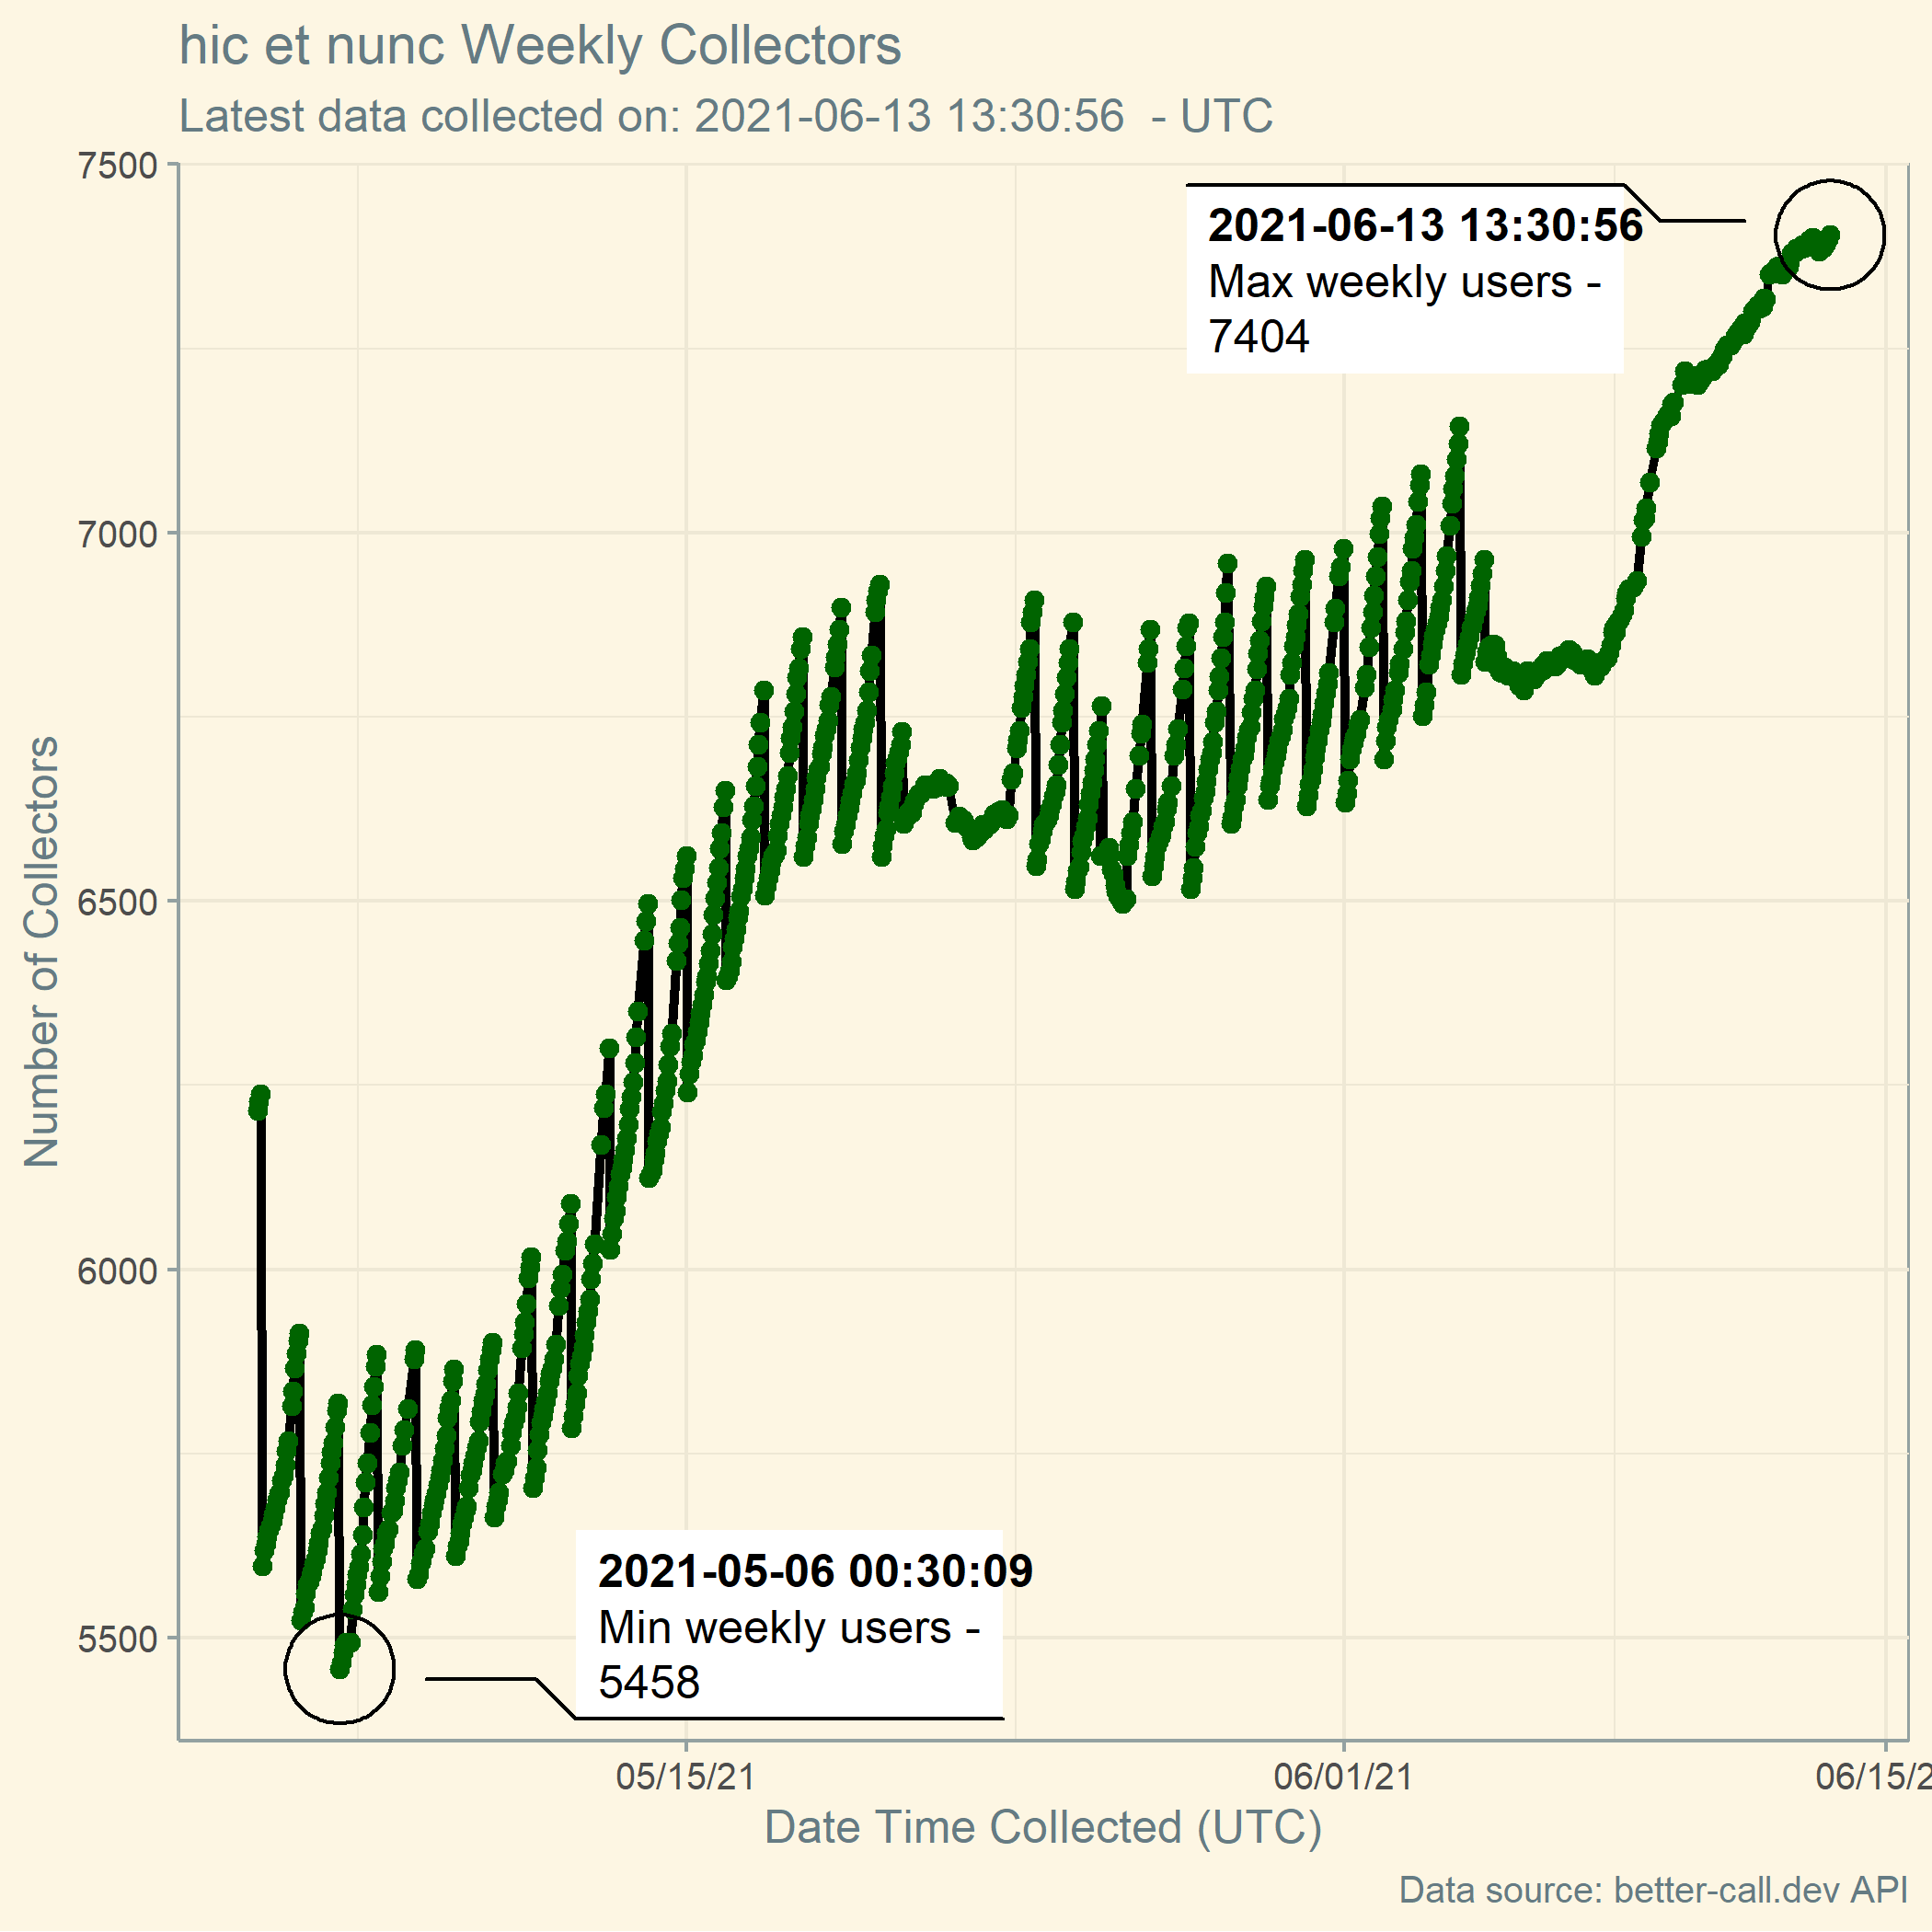 hic et nunc Weekly Collectors
Latest data collected on: 2021-06-13 13:30:56  - UTC
7500
7000
6500
6000
5500
Number of Collectors
2021-06-13 13:30:56
Max weekly users -
7404
2021-05-06 00:30:09
Min weekly users -
5458
05/15/21
06/01/21
06/15/2
Date Time Collected (UTC)
Data source: better-call.dev API